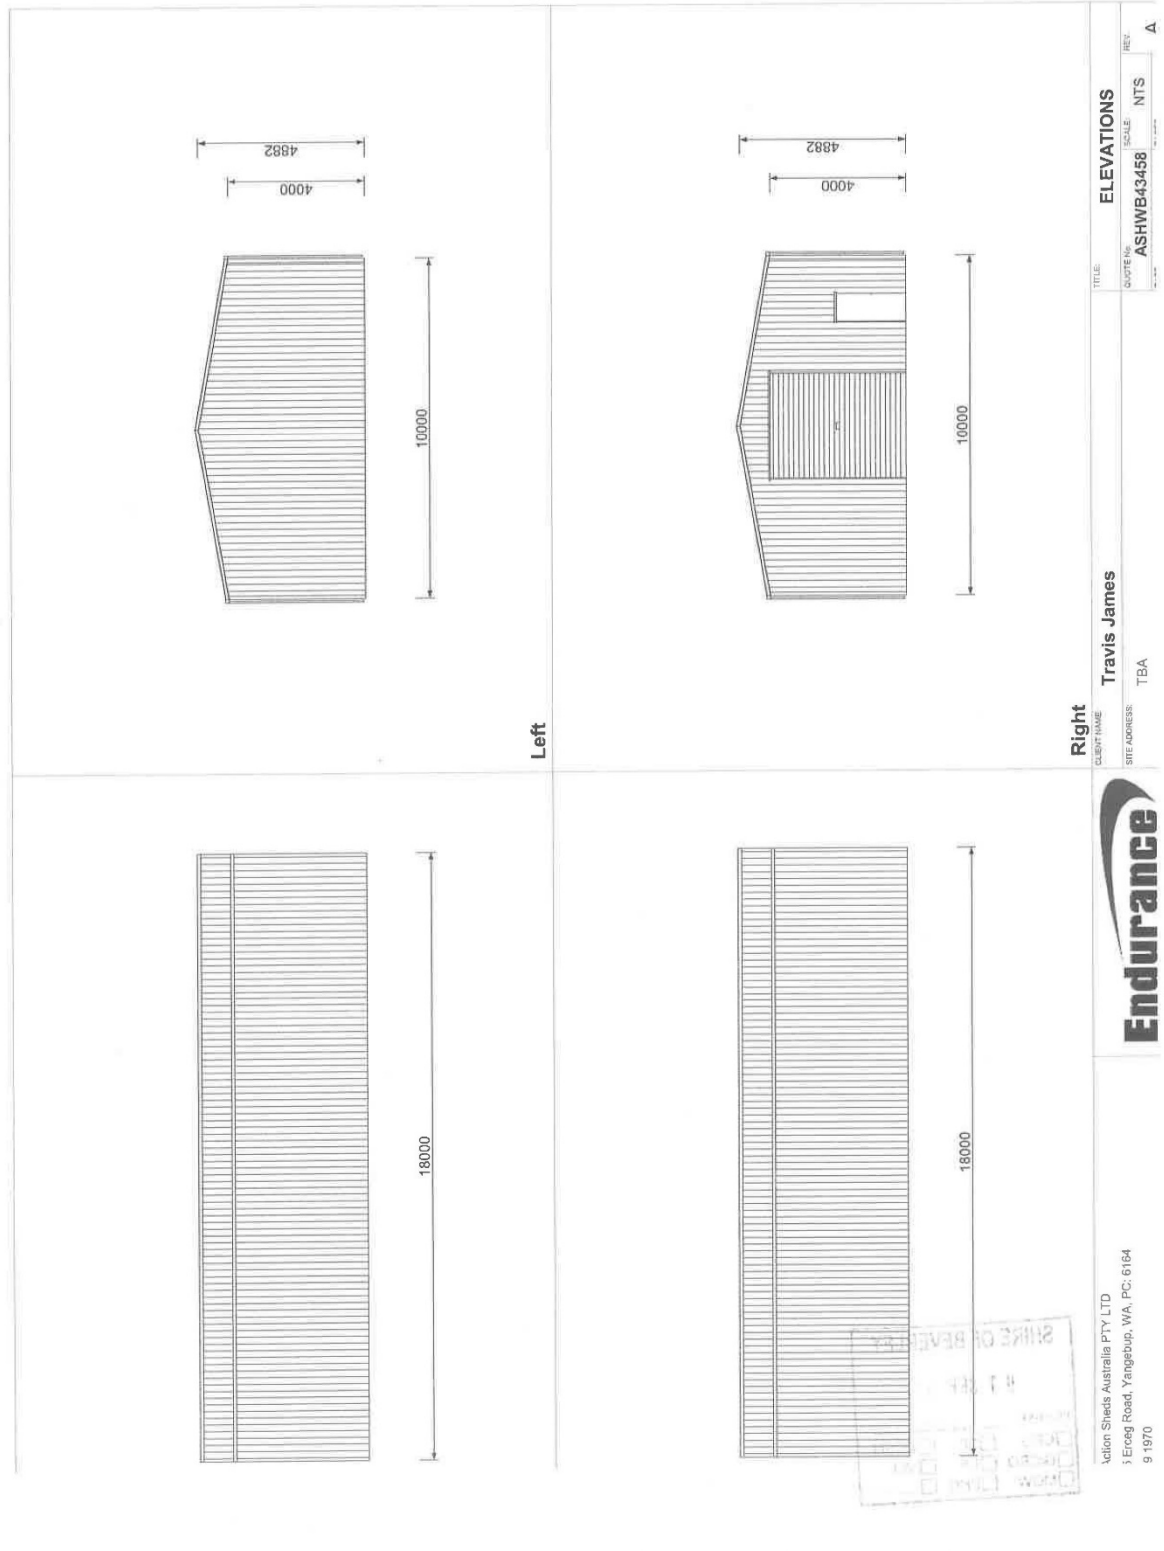 4882
4000
10000
Left
18000
4882
4000
10000
Right
18000
ction Sheds Australia PTY LTD
Erceg Road, Yangebup, WA, PC: 6164
9 1970
Endurance
CLIENT NAME
Travis James
SITE ADDRESS:
TBA
TITLE:
ELEVATIONS
QUOTE No:
ASHWB43458
SCALE:
NTS
REV.
A
SHIRE OF BEVERLEY
SEP